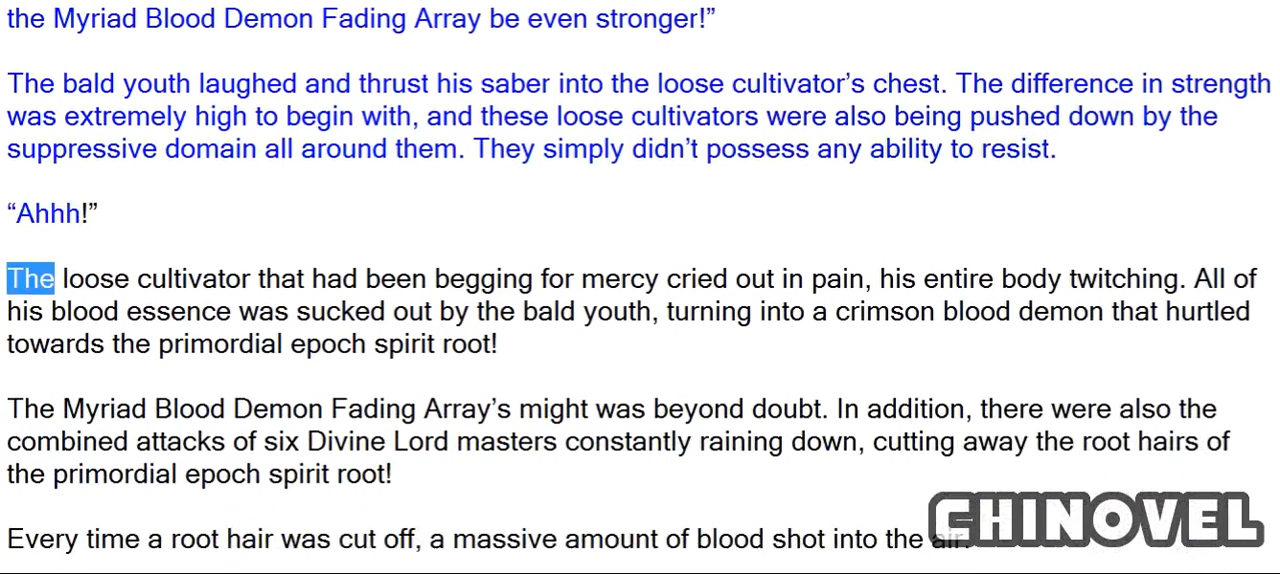 the Myriad Blood Demon Fading Array be even stronger!”
The bald youth laughed and thrust his saber into the loose cultivator’s chest. The difference in strength
was extremely high to begin with, and these loose cultivators were also being pushed down by the
suppressive domain all around them. They simply didn’t possess any ability to resist.
“Ahhh!”
The loose cultivator that had been begging for mercy cried out in pain, his entire body twitching. All of
his blood essence was sucked out by the bald youth, turning into a crimson blood demon that hurtled
towards the primordial epoch spirit root!
The Myriad Blood Demon Fading Array’s might was beyond doubt. In addition, there were also the
combined attacks of six Divine Lord masters constantly raining down, cutting away the root hairs of
the primordial epoch spirit root!
Every time a root hair was cut off, a massive amount of blood shot into the air.
CHINOVEL